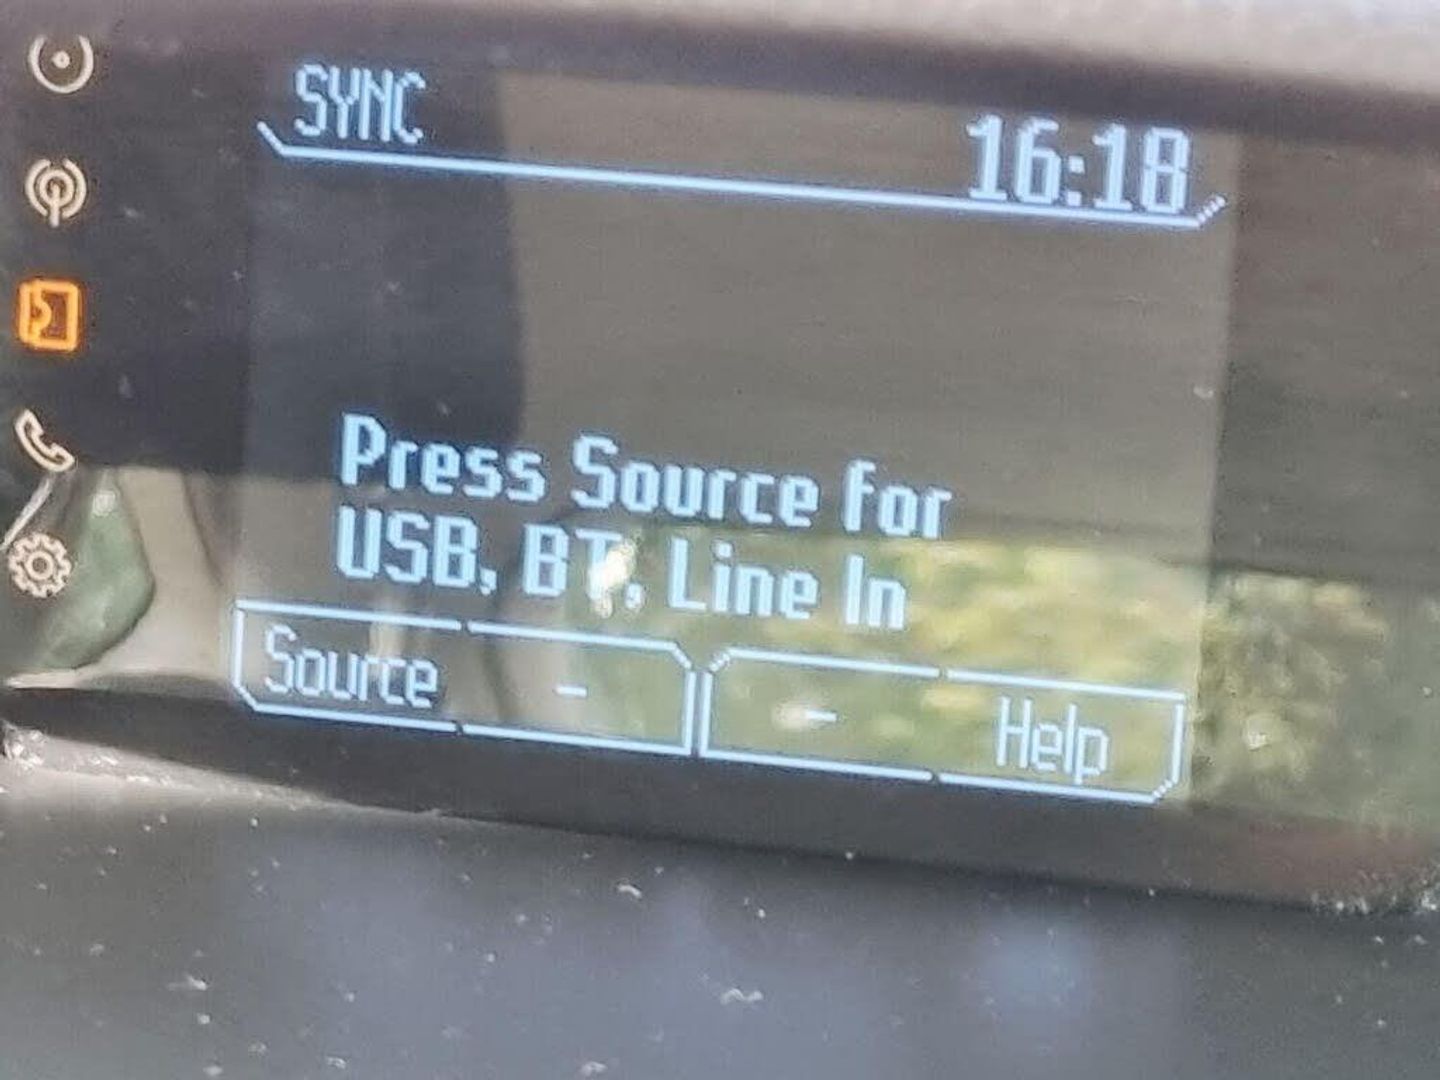 SYNC
16:18
Press Source for
USB, BT, Line In
Source - - Help